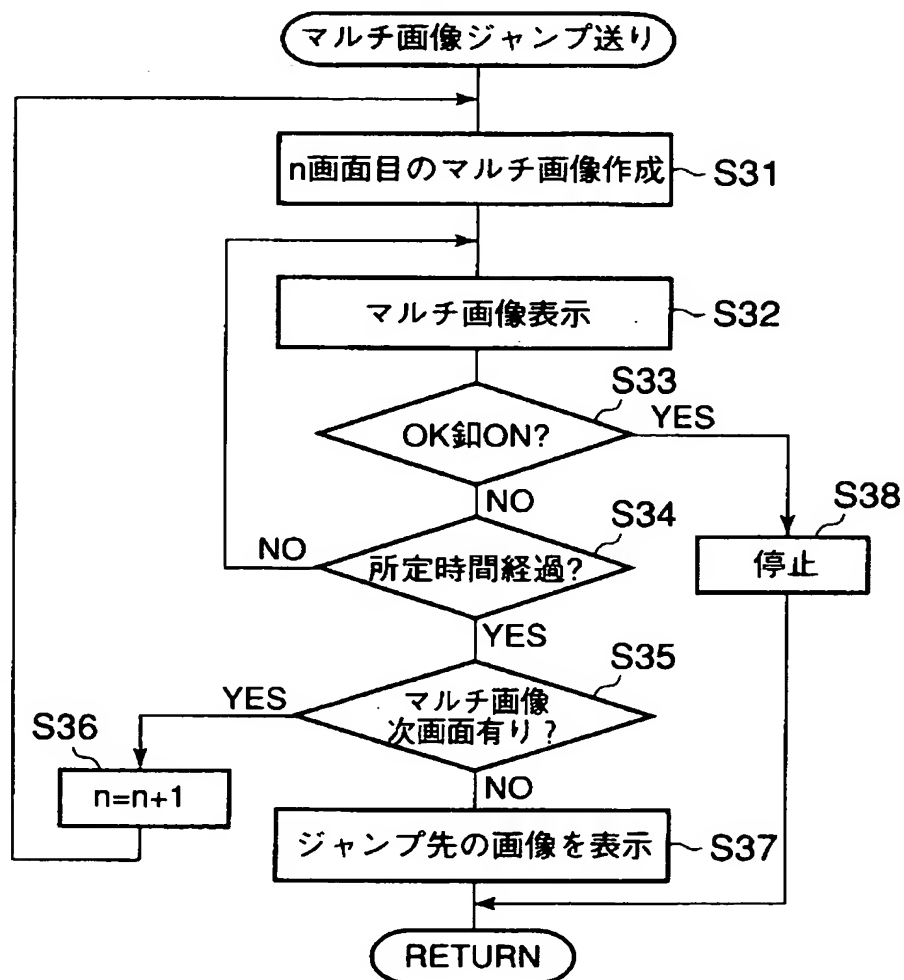 マルチ画像ジャンプ送り
n画面目のマルチ画像作成
S31
マルチ画像表示
S32
S33
OK釦ON?
YES
NO
S34
S38
NO
所定時間経過?
停止
YES
S35
YES
マルチ画像
次画面有り?
S36
n=n+1
NO
ジャンプ先の画像を表示
S37
RETURN